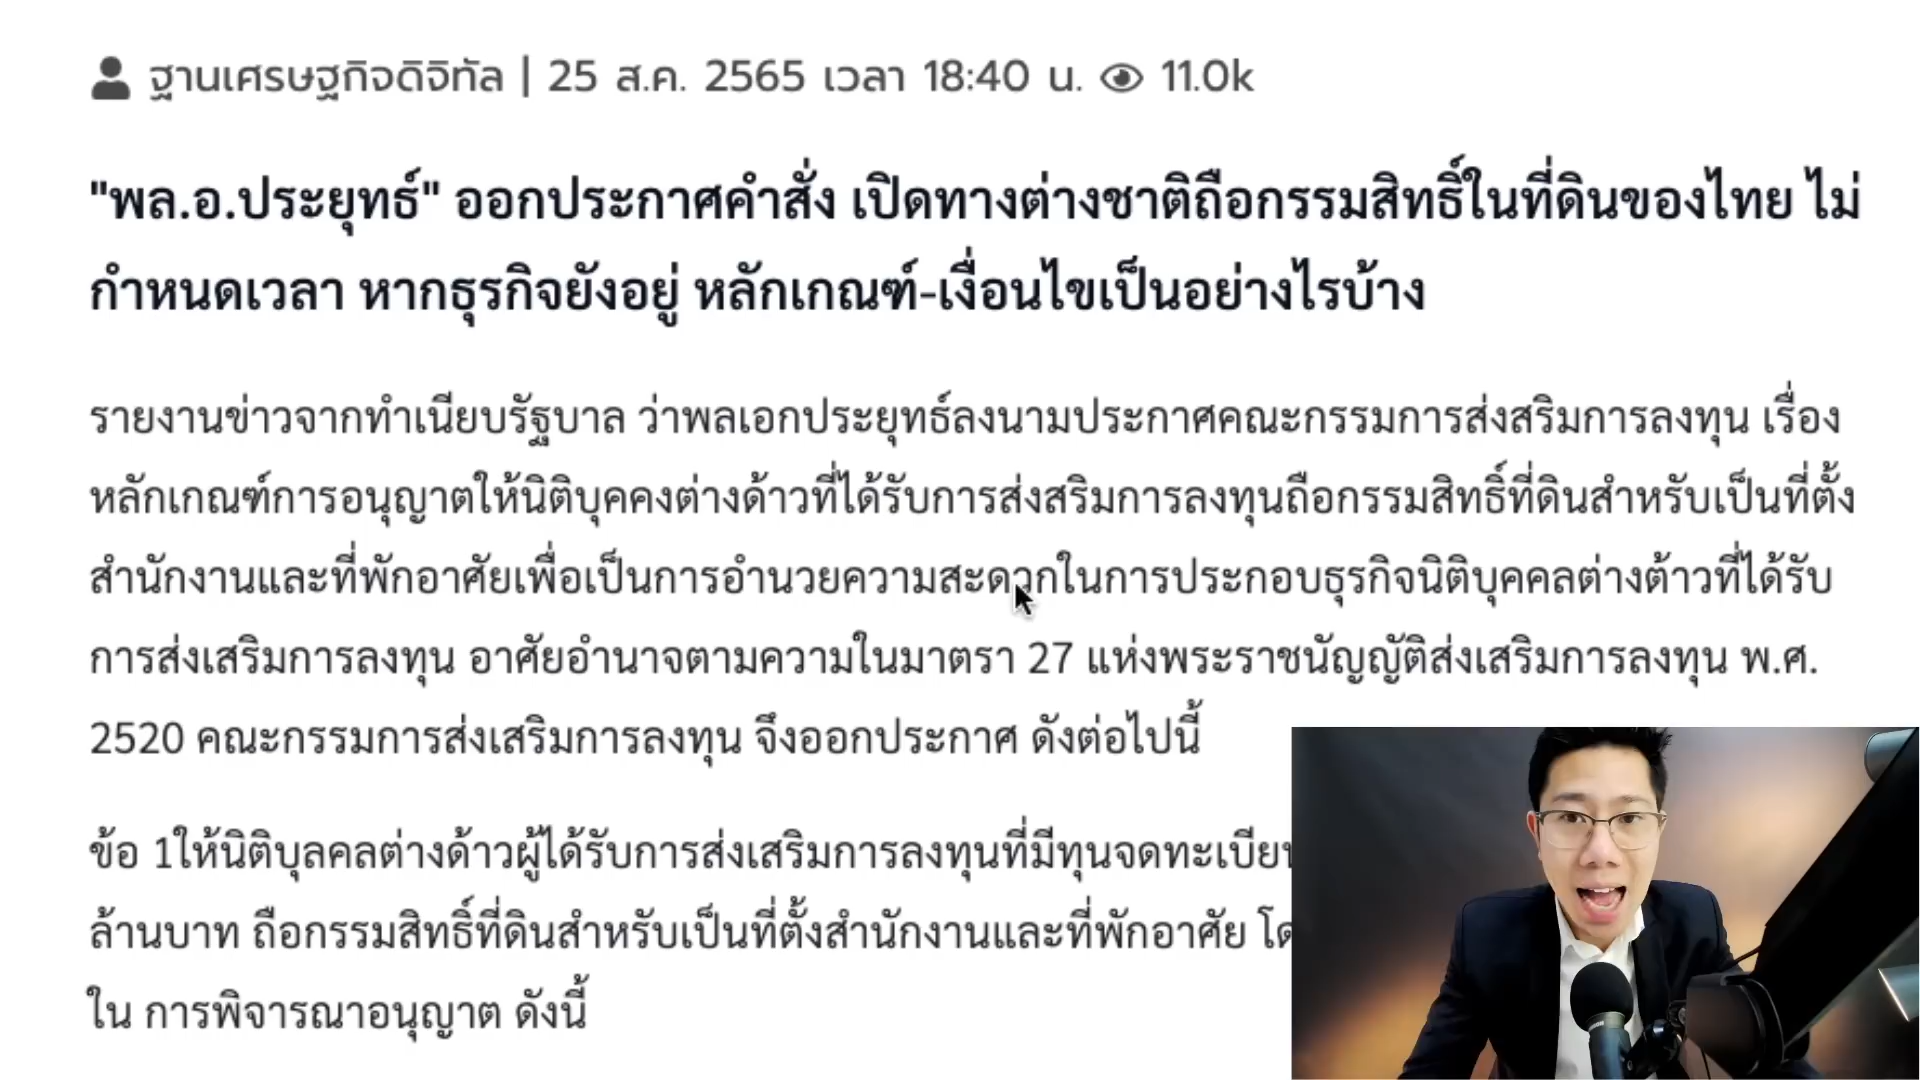 ฐานเศรษฐกิจดิจิทัล | 25 ส.ค. 2565 เวลา 18:40 น. 11.0k
"พล.อ.ประยุทธ์" ออกประกาศคำสั่ง เปิดทางต่างชาติถือกรรมสิทธิ์ในที่ดินของไทย ไม่
กำหนดเวลา หากธุรกิจยังอยู่ หลักเกณฑ์-เงื่อนไขเป็นอย่างไรบ้าง
รายงานข่าวจากทำเนียบรัฐบาล ว่าพลเอกประยุทธ์ลงนามประกาศคณะกรรมการส่งสริมการลงทุน เรื่อง
หลักเกณฑ์การอนุญาตให้นิติบุคคงต่างด้าวที่ได้รับการส่งสริมการลงทุนถือกรรมสิทธิ์ที่ดินสำหรับเป็นที่ตั้ง
สำนักงานและที่พักอาศัยเพื่อเป็นการอำนวยความสะดวกในการประกอบธุรกิจนิติบุคคลต่างต้าวที่ได้รับ
การส่งเสริมการลงทุน อาศัยอำนาจตามความในมาตรา 27 แห่งพระราชนัญญัติส่งเสริมการลงทุน พ.ศ.
2520 คณะกรรมการส่งเสริมการลงทุน จึงออกประกาศ ดังต่อไปนี้
ข้อ 1ให้นิติบุลคลต่างด้าวผู้ได้รับการส่งเสริมการลงทุนที่มีทุนจดทะเบียน
ล้านบาท ถือกรรมสิทธิ์ที่ดินสำหรับเป็นที่ตั้งสำนักงานและที่พักอาศัย
ใน การพิจารณาอนุญาต ดังนี้